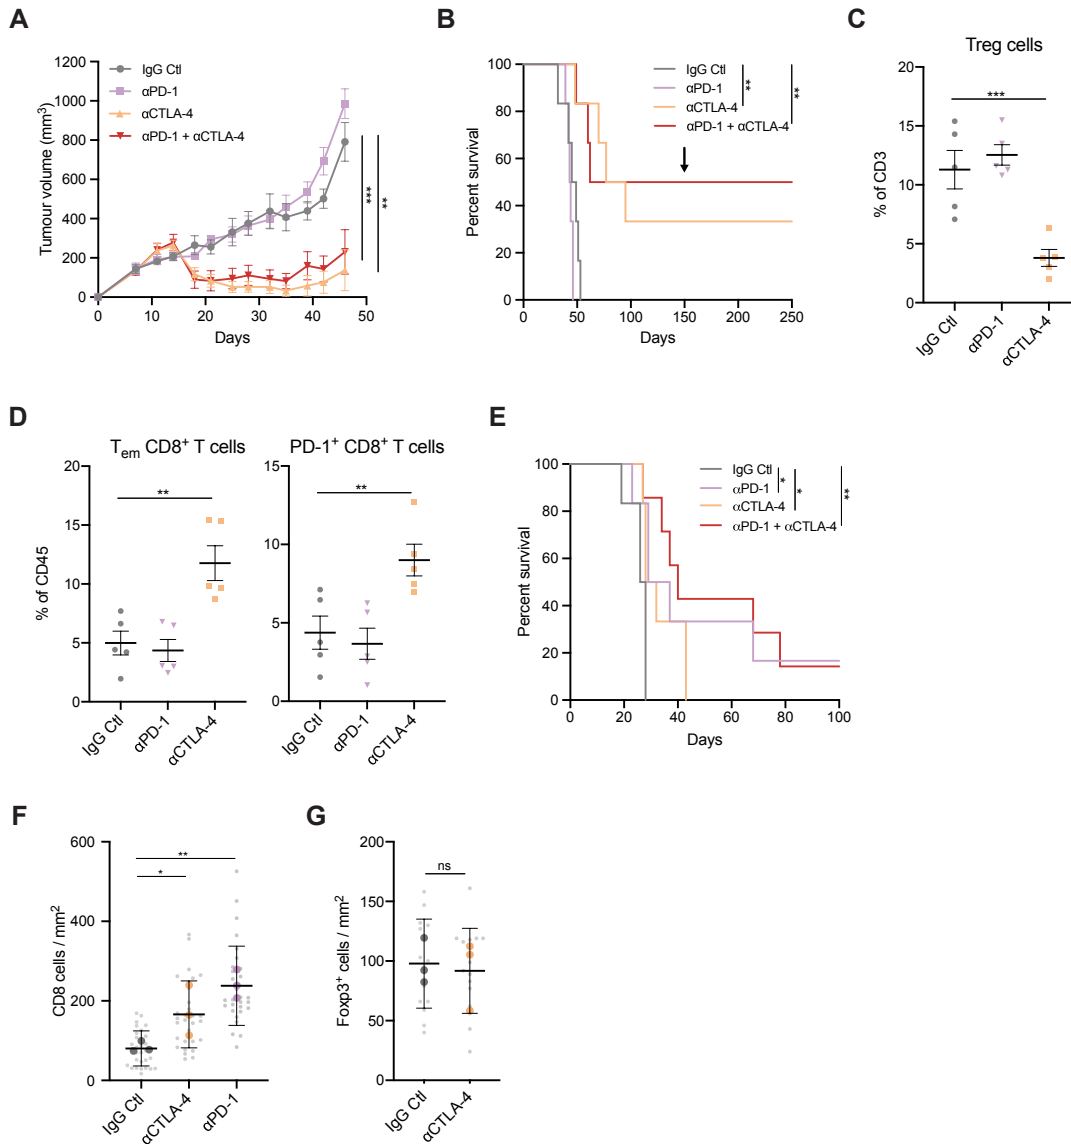 A
Tumour volume (mm³)
1200
1000
800
600
400
200
0
0 10 20 30 40 50
Days
IgG Ctl
αPD-1
αCTLA-4
αPD-1 + αCTLA-4
***
**
B
Percent survival
100
80
60
40
20
0
0 50 100 150 200 250
Days
IgG Ctl
αPD-1
αCTLA-4
αPD-1 + αCTLA-4
**
**
C
Treg cells
% of CD3
20
15
10
5
0
***
IgG Ctl
αPD-1
αCTLA-4
D
Tem CD8⁺ T cells
% of CD45
20
15
10
5
0
**
IgG Ctl
αPD-1
αCTLA-4
PD-1⁺ CD8⁺ T cells
15
10
5
0
**
IgG Ctl
αPD-1
αCTLA-4
E
Percent survival
100
80
60
40
20
0
0 20 40 60 80 100
Days
IgG Ctl
αPD-1
αCTLA-4
αPD-1 + αCTLA-4
*
*
**
F
CD8 cells / mm²
600
400
200
0
**
*
IgG Ctl
αCTLA-4
αPD-1
G
Foxp3⁺ cells / mm²
200
150
100
50
0
ns
IgG Ctl
αCTLA-4